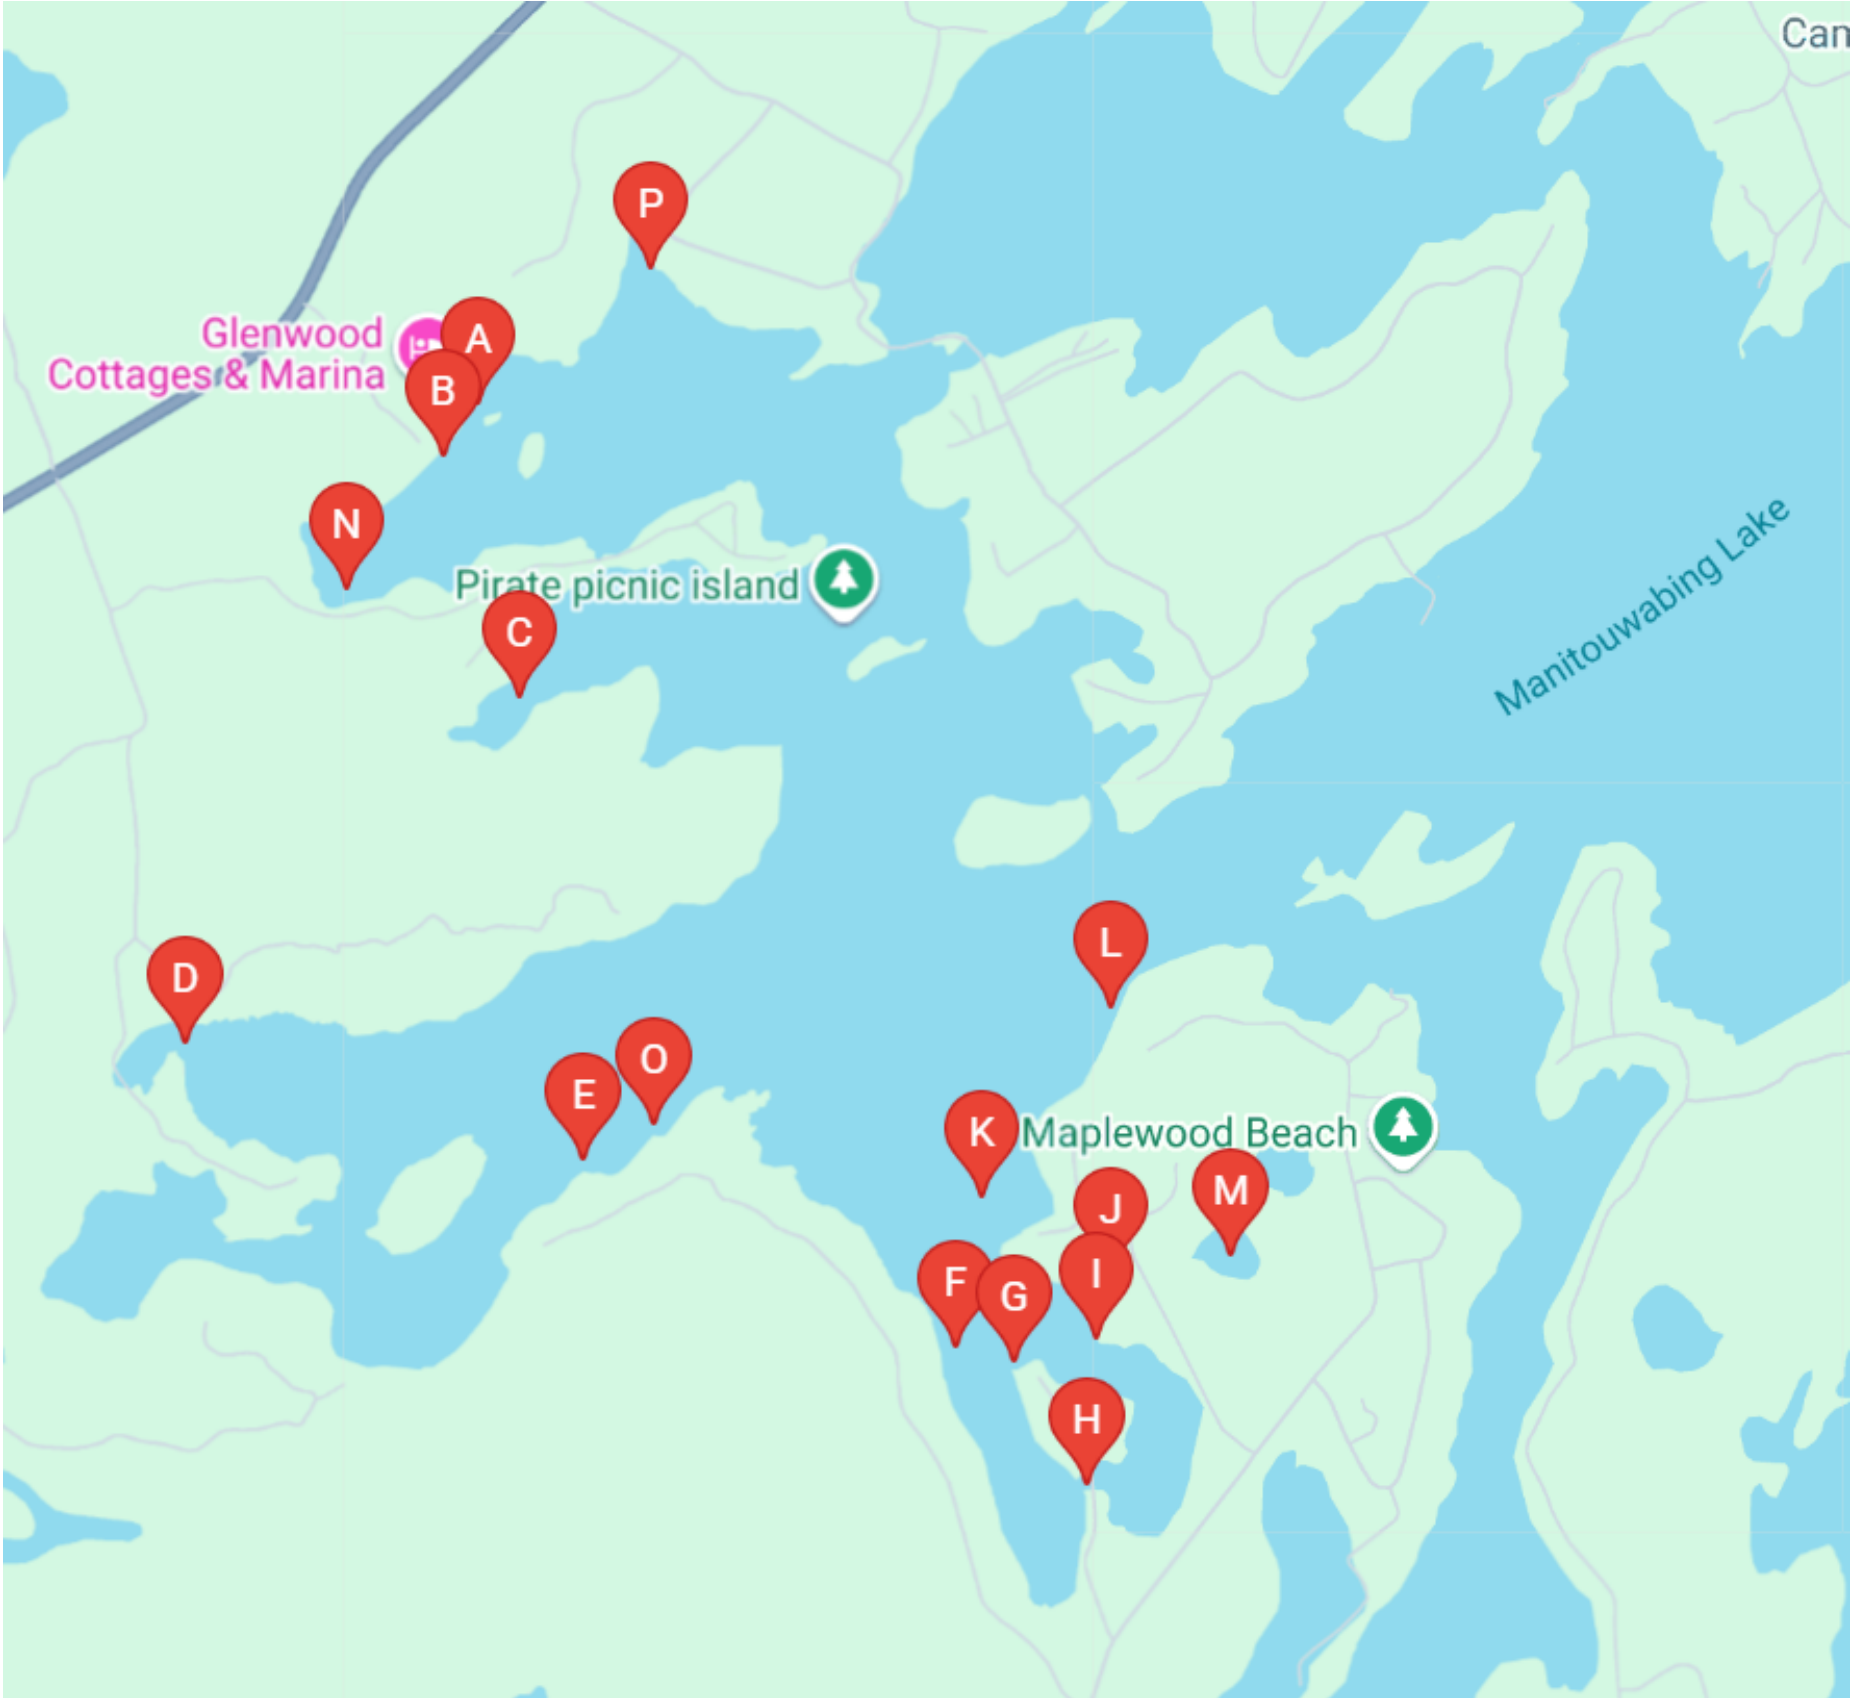 Can
P
Glenwood
Cottages & Marina
A
B
N
Pirate picnic island
C
Manitouwabing Lake
L
D
O
E
K
Maplewood Beach
M
J
F
G
I
H